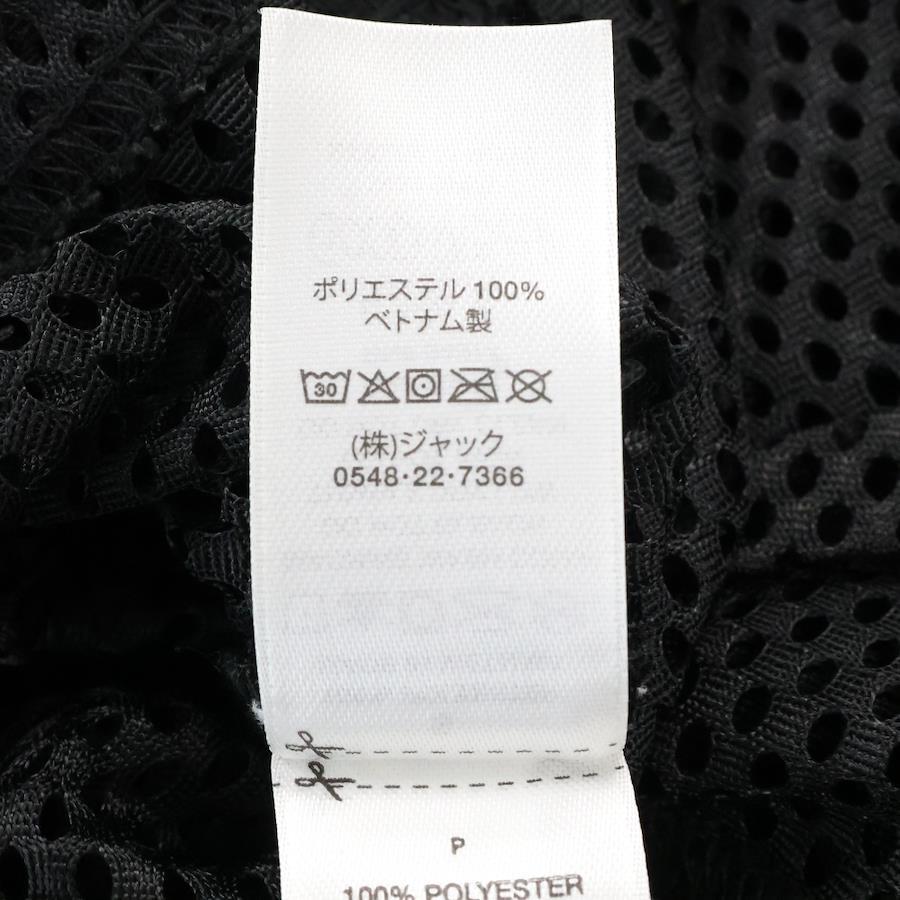 ポリエステル 100%
ベトナム製
30
(株)ジャック
0548·22·7366
P
100% POLYESTER